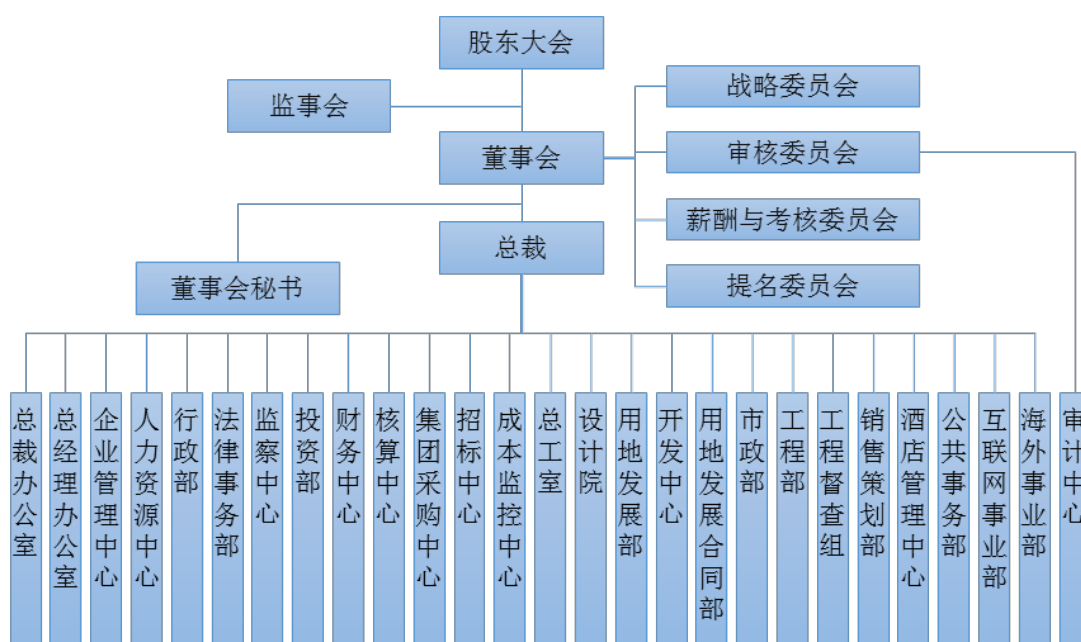 股东大会
监事会
战略委员会
董事会
审核委员会
薪酬与考核委员会
总裁
董事会秘书
提名委员会
总裁办公室
总经理办公室
企业管理中心
人力资源中心
行政部
法律事务部
监察中心
投资部
财务中心
核算中心
集团采购中心
招标中心
成本监控中心
总工室
设计院
用地发展部
开发中心
用地发展合同部
市政部
工程部
工程督查组
销售策划部
酒店管理中心
公共事务部
互联网事业部
海外事业部
审计中心